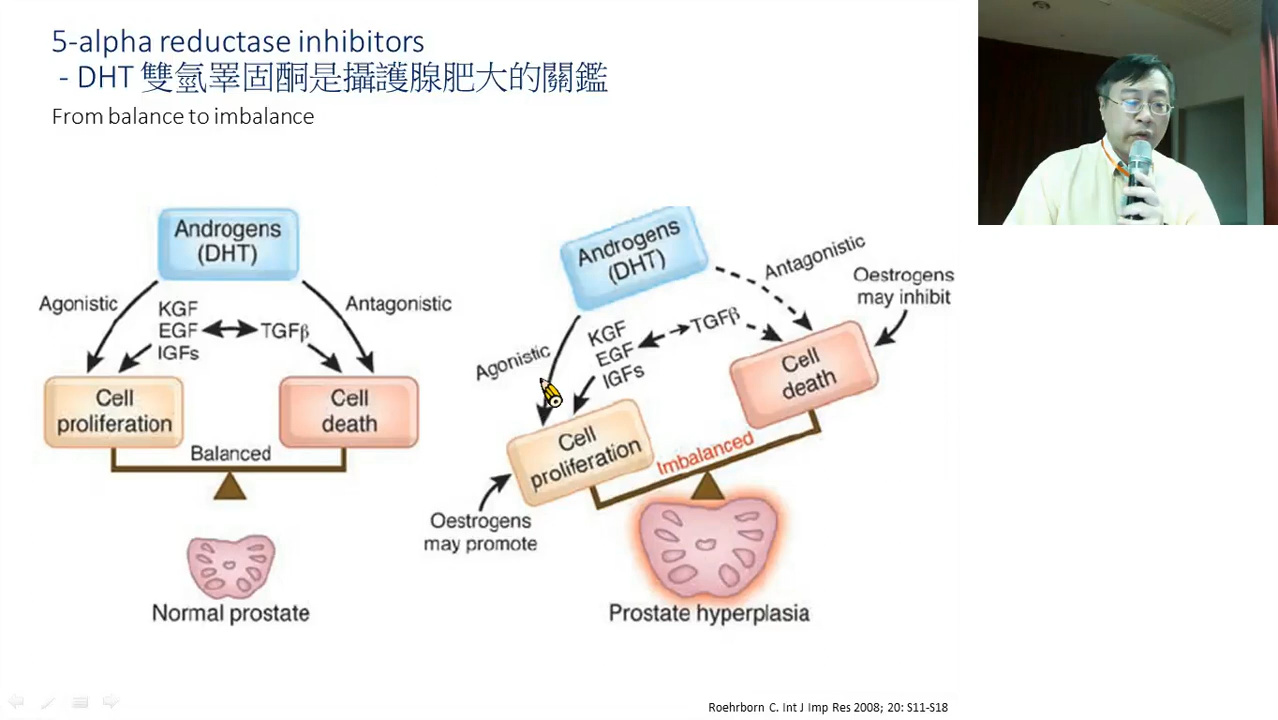 5-alpha reductase inhibitors
- DHT 雙氫睪固酮是攝護腺肥大的關鑑
From balance to imbalance
Androgens
(DHT)
Agonistic
Antagonistic
KGF
EGF
IGFs
TGFβ
Cell
proliferation
Cell
death
Balanced
Normal prostate
Androgens
(DHT)
Antagonistic
Oestrogens
may inhibit
Agonistic
KGF
EGF
IGFs
TGFβ
Cell
death
Cell
proliferation
Imbalanced
Oestrogens
may promote
Prostate hyperplasia
Roehrborn C. Int J Imp Res 2008; 20: S11-S18